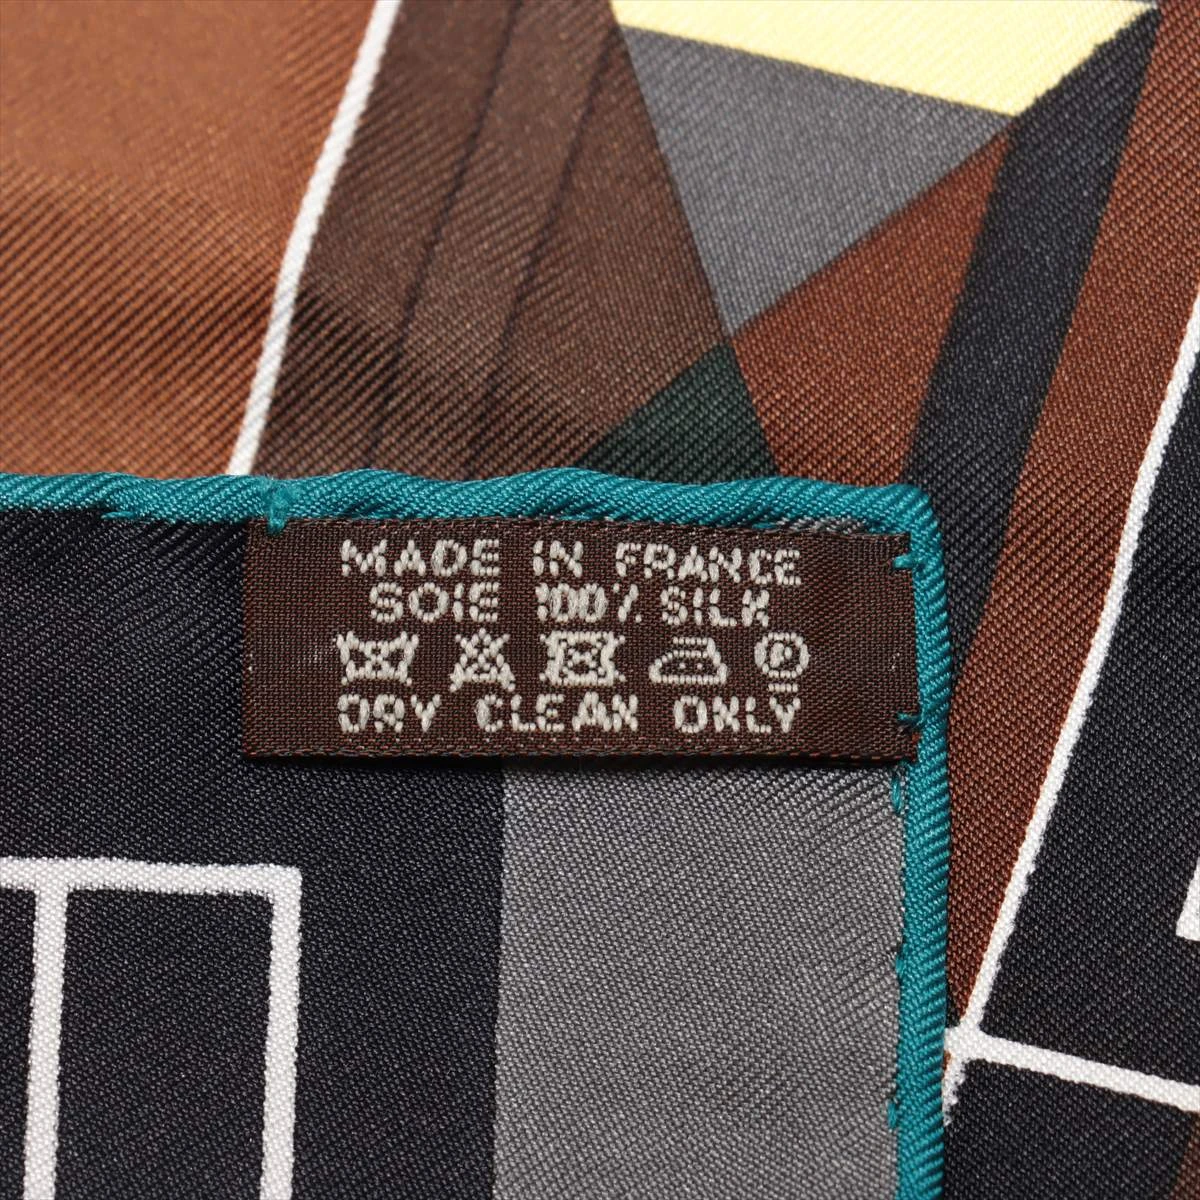 MADE IN FRANCE
SOIE 100% SILK
P
DRY CLEAN ONLY